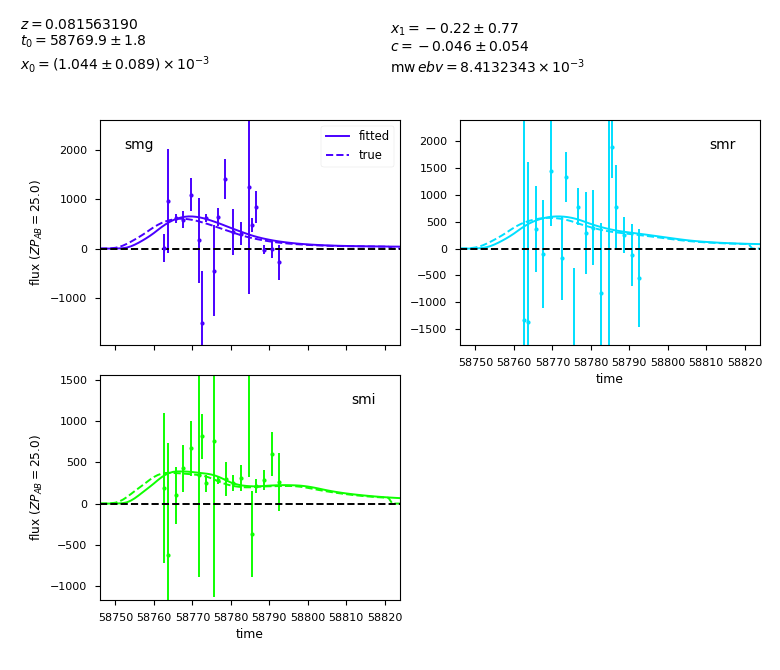 z = 0.081563190
t₀ = 58769.9 ± 1.8
x₀ = (1.044 ± 0.089) × 10⁻³
x₁ = −0.22 ± 0.77
c = −0.046 ± 0.054
mw ebv = 8.4132343 × 10⁻³
smg
fitted
true
2000
1000
0
−1000
flux (ZP_AB = 25.0)
smr
2000
1500
1000
500
0
−500
−1000
−1500
58750 58760 58770 58780 58790 58800 58810 58820
time
smi
1500
1000
500
0
−500
−1000
flux (ZP_AB = 25.0)
58750 58760 58770 58780 58790 58800 58810 58820
time